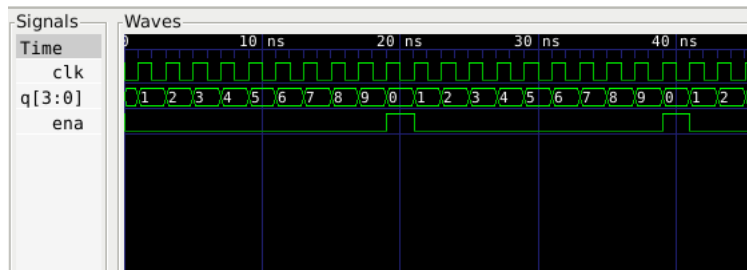 Signals
Waves
Time
0 10 ns 20 ns 30 ns 40 ns
clk
q[3:0]
1 2 3 4 5 6 7 8 9 0 1 2 3 4 5 6 7 8 9 0 1 2
ena